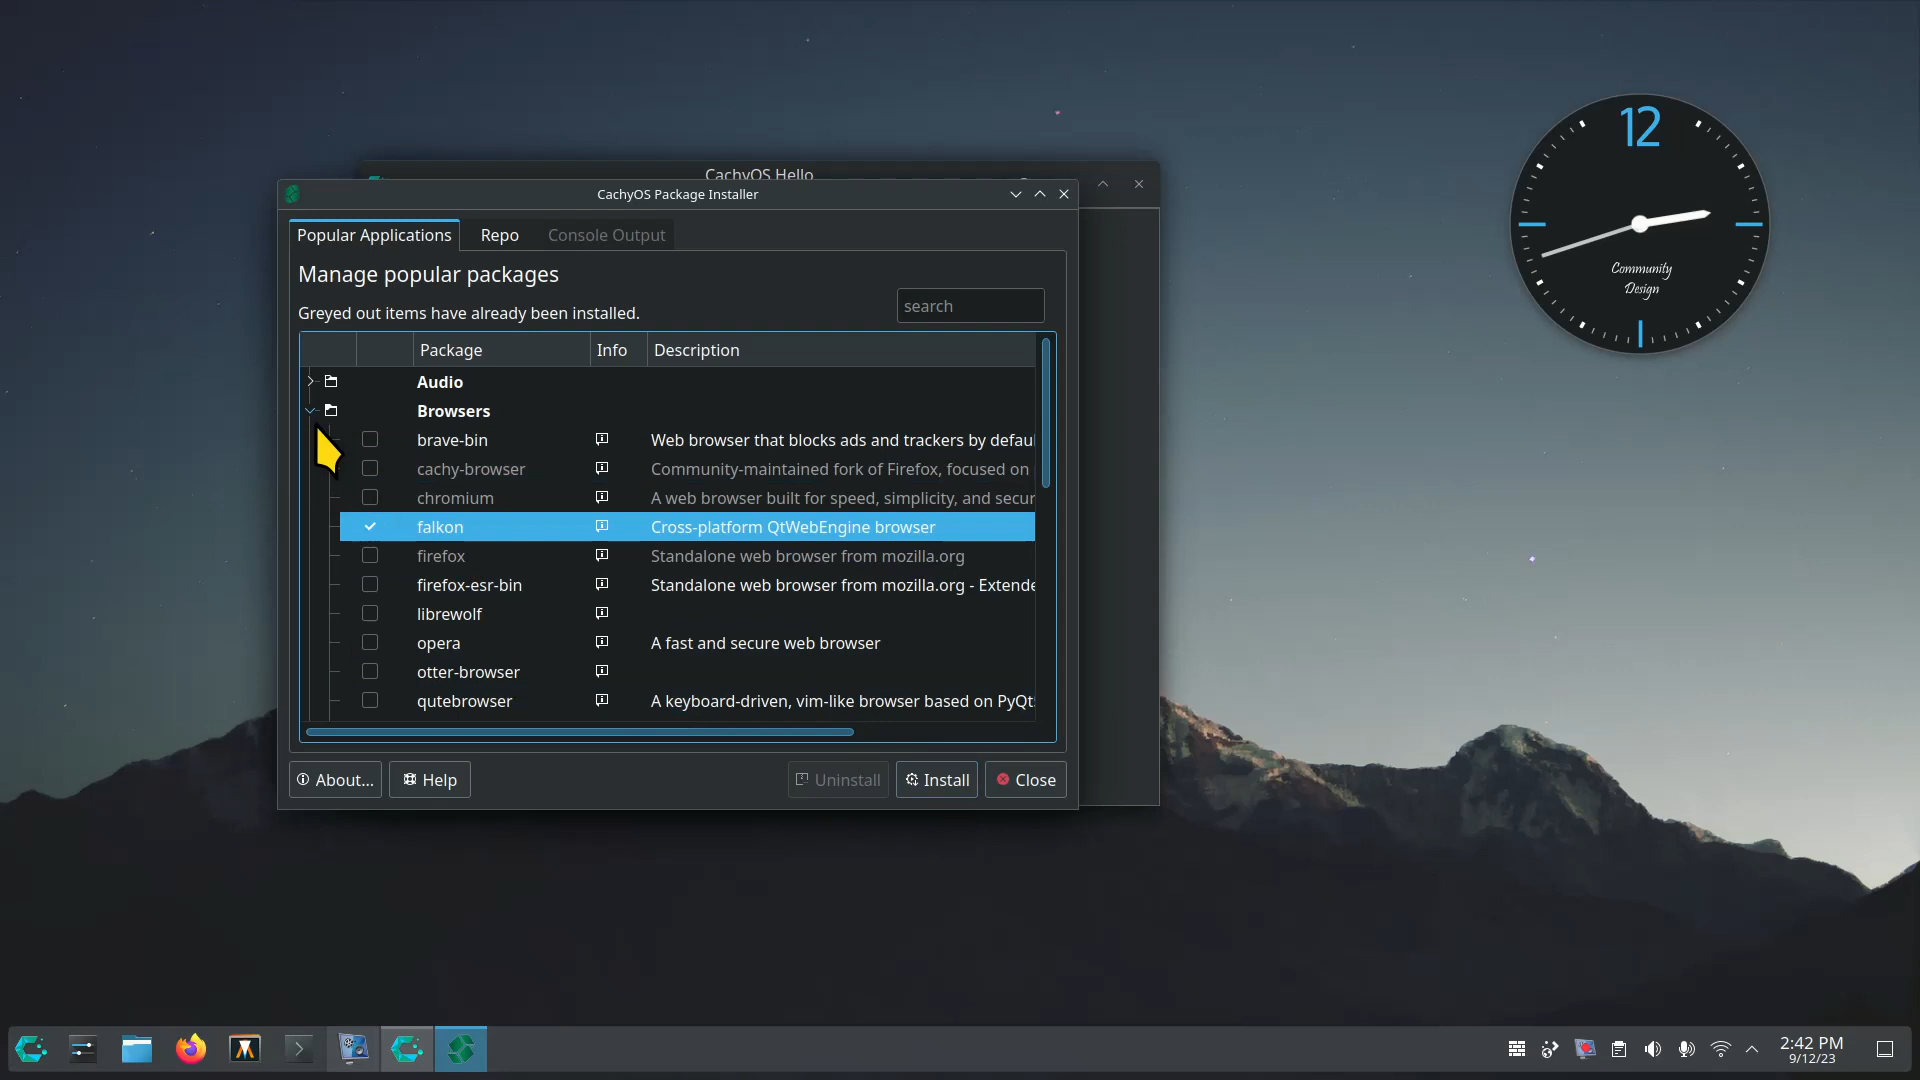 CachyOS Hello
CachyOS Package Installer
Popular Applications Repo Console Output
Manage popular packages
Greyed out items have already been installed.
search
Package Info Description
Audio
Browsers
brave-bin Web browser that blocks ads and trackers by defau
cachy-browser Community-maintained fork of Firefox, focused on
chromium A web browser built for speed, simplicity, and secur
falkon Cross-platform QtWebEngine browser
firefox Standalone web browser from mozilla.org
firefox-esr-bin Standalone web browser from mozilla.org - Extende
librewolf
opera A fast and secure web browser
otter-browser
qutebrowser A keyboard-driven, vim-like browser based on PyQt
About... Help Uninstall Install Close
12
Community
Design
2:42 PM
9/12/23